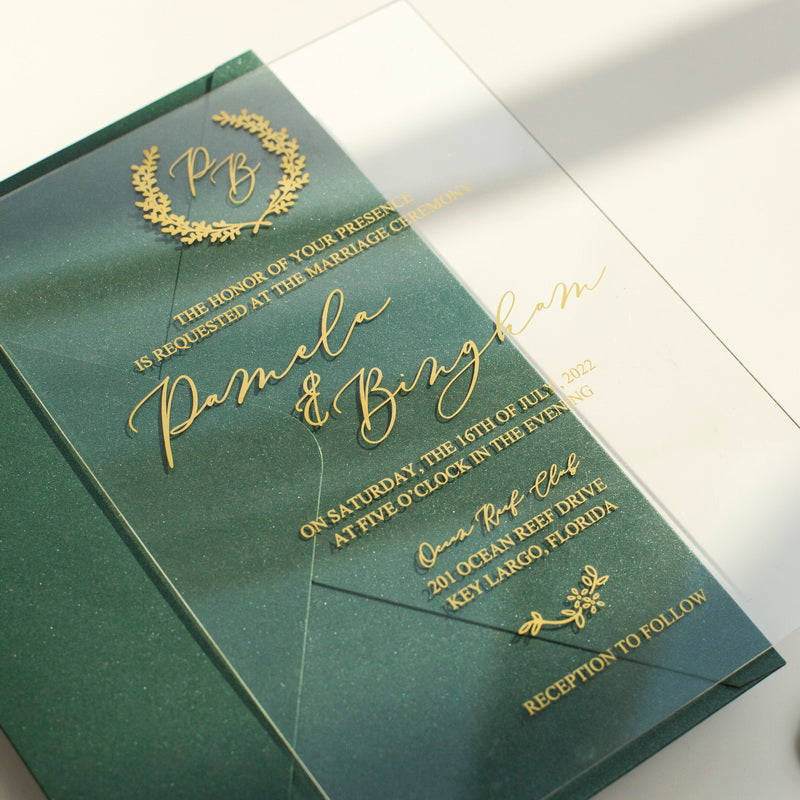 P B
THE HONOR OF YOUR PRESENCE
IS REQUESTED AT THE MARRIAGE CEREMONY
Pamela
& Bingham
ON SATURDAY, THE 16TH OF JULY, 2022
AT FIVE O'CLOCK IN THE EVENING
Ocean Reef Club
201 OCEAN REEF DRIVE
KEY LARGO, FLORIDA
RECEPTION TO FOLLOW